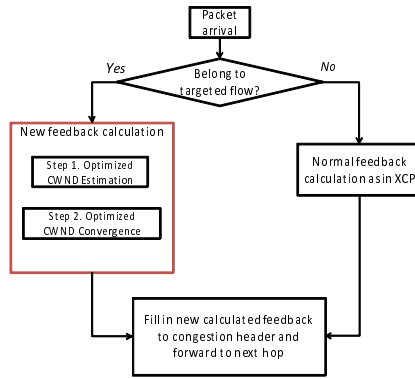 Packet
arrival
Yes
No
Belong to
targeted flow?
New feedback calculation
Step 1. Optimized
CWND Estimation
Step 2. Optimized
CWND Convergence
Normal feedback
calculation as in XCP
Fill in new calculated feedback
to congestion header and
forward to next hop